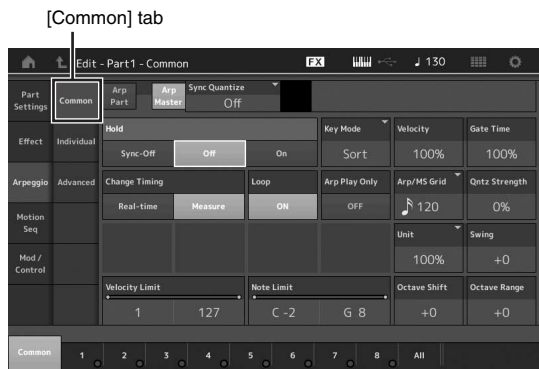 [Common] tab
Edit - Part1 - Common FX 130
Part Settings
Common
Arp Part
Arp Master
Sync Quantize
Off
Effect
Individual
Hold
Sync-Off Off On
Key Mode
Sort
Velocity
100%
Gate Time
100%
Arpeggio
Advanced
Change Timing
Real-time Measure
Loop
ON
Arp Play Only
OFF
Arp/MS Grid
120
Qntz Strength
0%
Motion Seq
Unit
100%
Swing
+0
Mod / Control
Velocity Limit
1 127
Note Limit
C -2 G 8
Octave Shift
+0
Octave Range
+0
Common 1 2 3 4 5 6 7 8 All